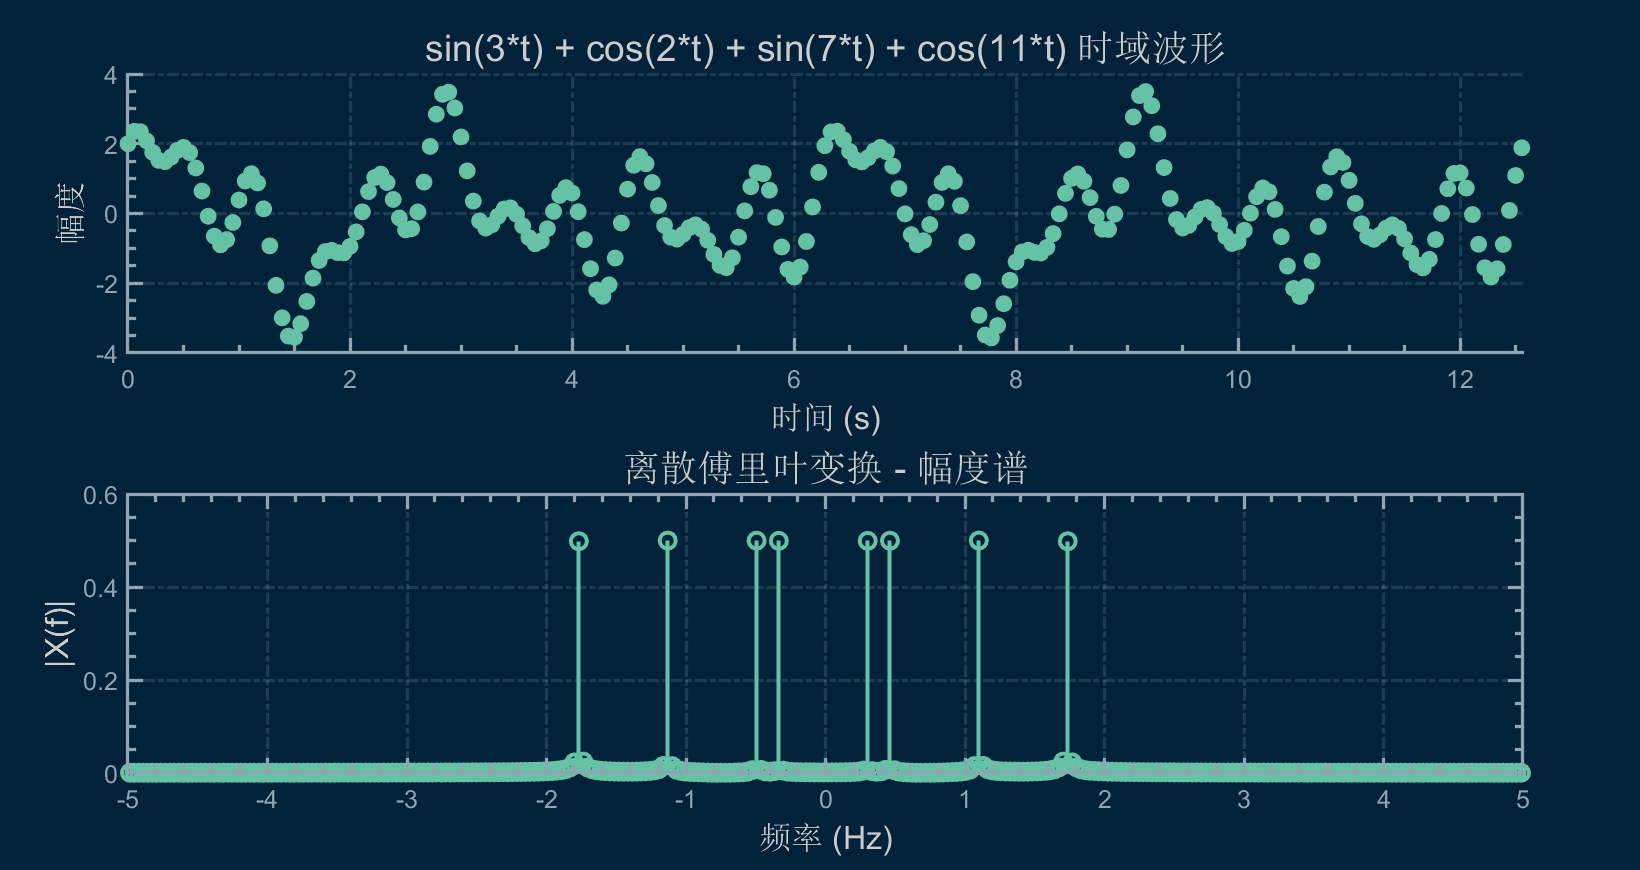 sin(3*t) + cos(2*t) + sin(7*t) + cos(11*t) 时域波形
4
2
0
-2
-4
幅度
0 2 4 6 8 10 12
时间 (s)
离散傅里叶变换 - 幅度谱
0.6
0.4
0.2
0
|X(f)|
-5 -4 -3 -2 -1 0 1 2 3 4 5
频率 (Hz)